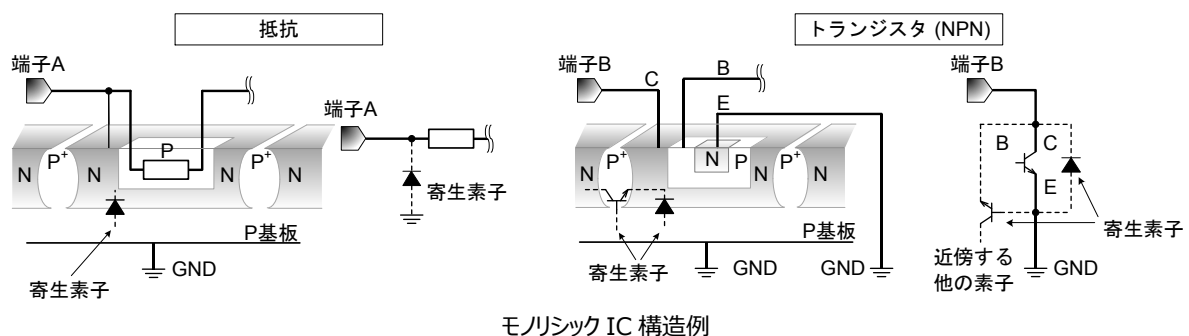 抵抗
トランジスタ (NPN)
端子A
端子A
P
N
P+
N
N
P+
N
寄生素子
P基板
GND
寄生素子
端子B
C
B
E
N
P+
N
N
P
N
P+
N
P基板
寄生素子
GND
GND
端子B
B
C
E
寄生素子
近傍する
他の素子
GND
モノリシック IC 構造例